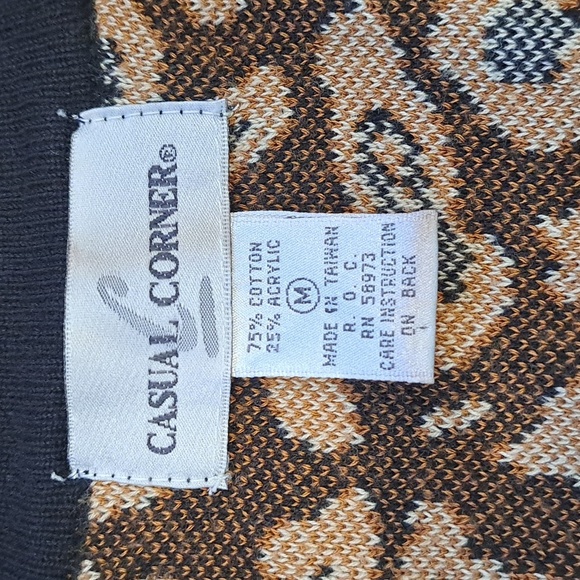 CASUAL CORNER®
75% COTTON
25% ACRYLIC
M
MADE IN TAIWAN
R. O. C.
RN 58973
CARE INSTRUCTION
ON BACK